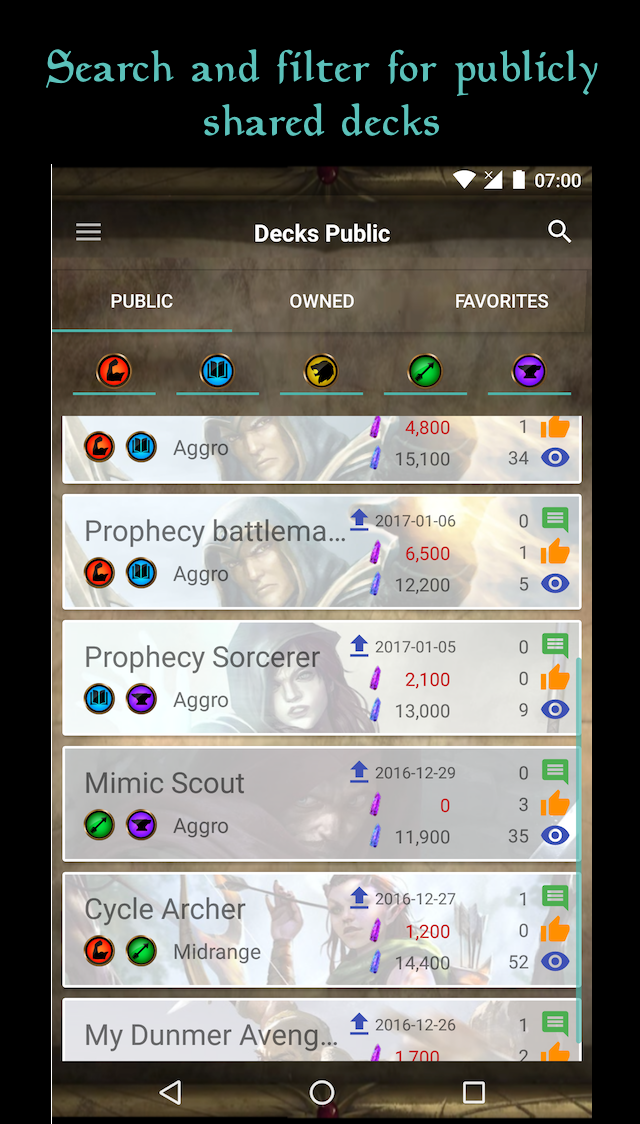 Search and filter for publicly
shared decks
07:00
Decks Public
PUBLIC OWNED FAVORITES
4,800 1
Aggro 15,100 34
2017-01-06 0
Prophecy battlema...
6,500 1
Aggro 12,200 5
2017-01-05 0
Prophecy Sorcerer
2,100 0
Aggro 13,000 9
2016-12-29 0
Mimic Scout
0 3
Aggro 11,900 35
2016-12-27 1
Cycle Archer
1,200 0
Midrange 14,400 52
2016-12-26 1
My Dunmer Aveng...
1,700 2